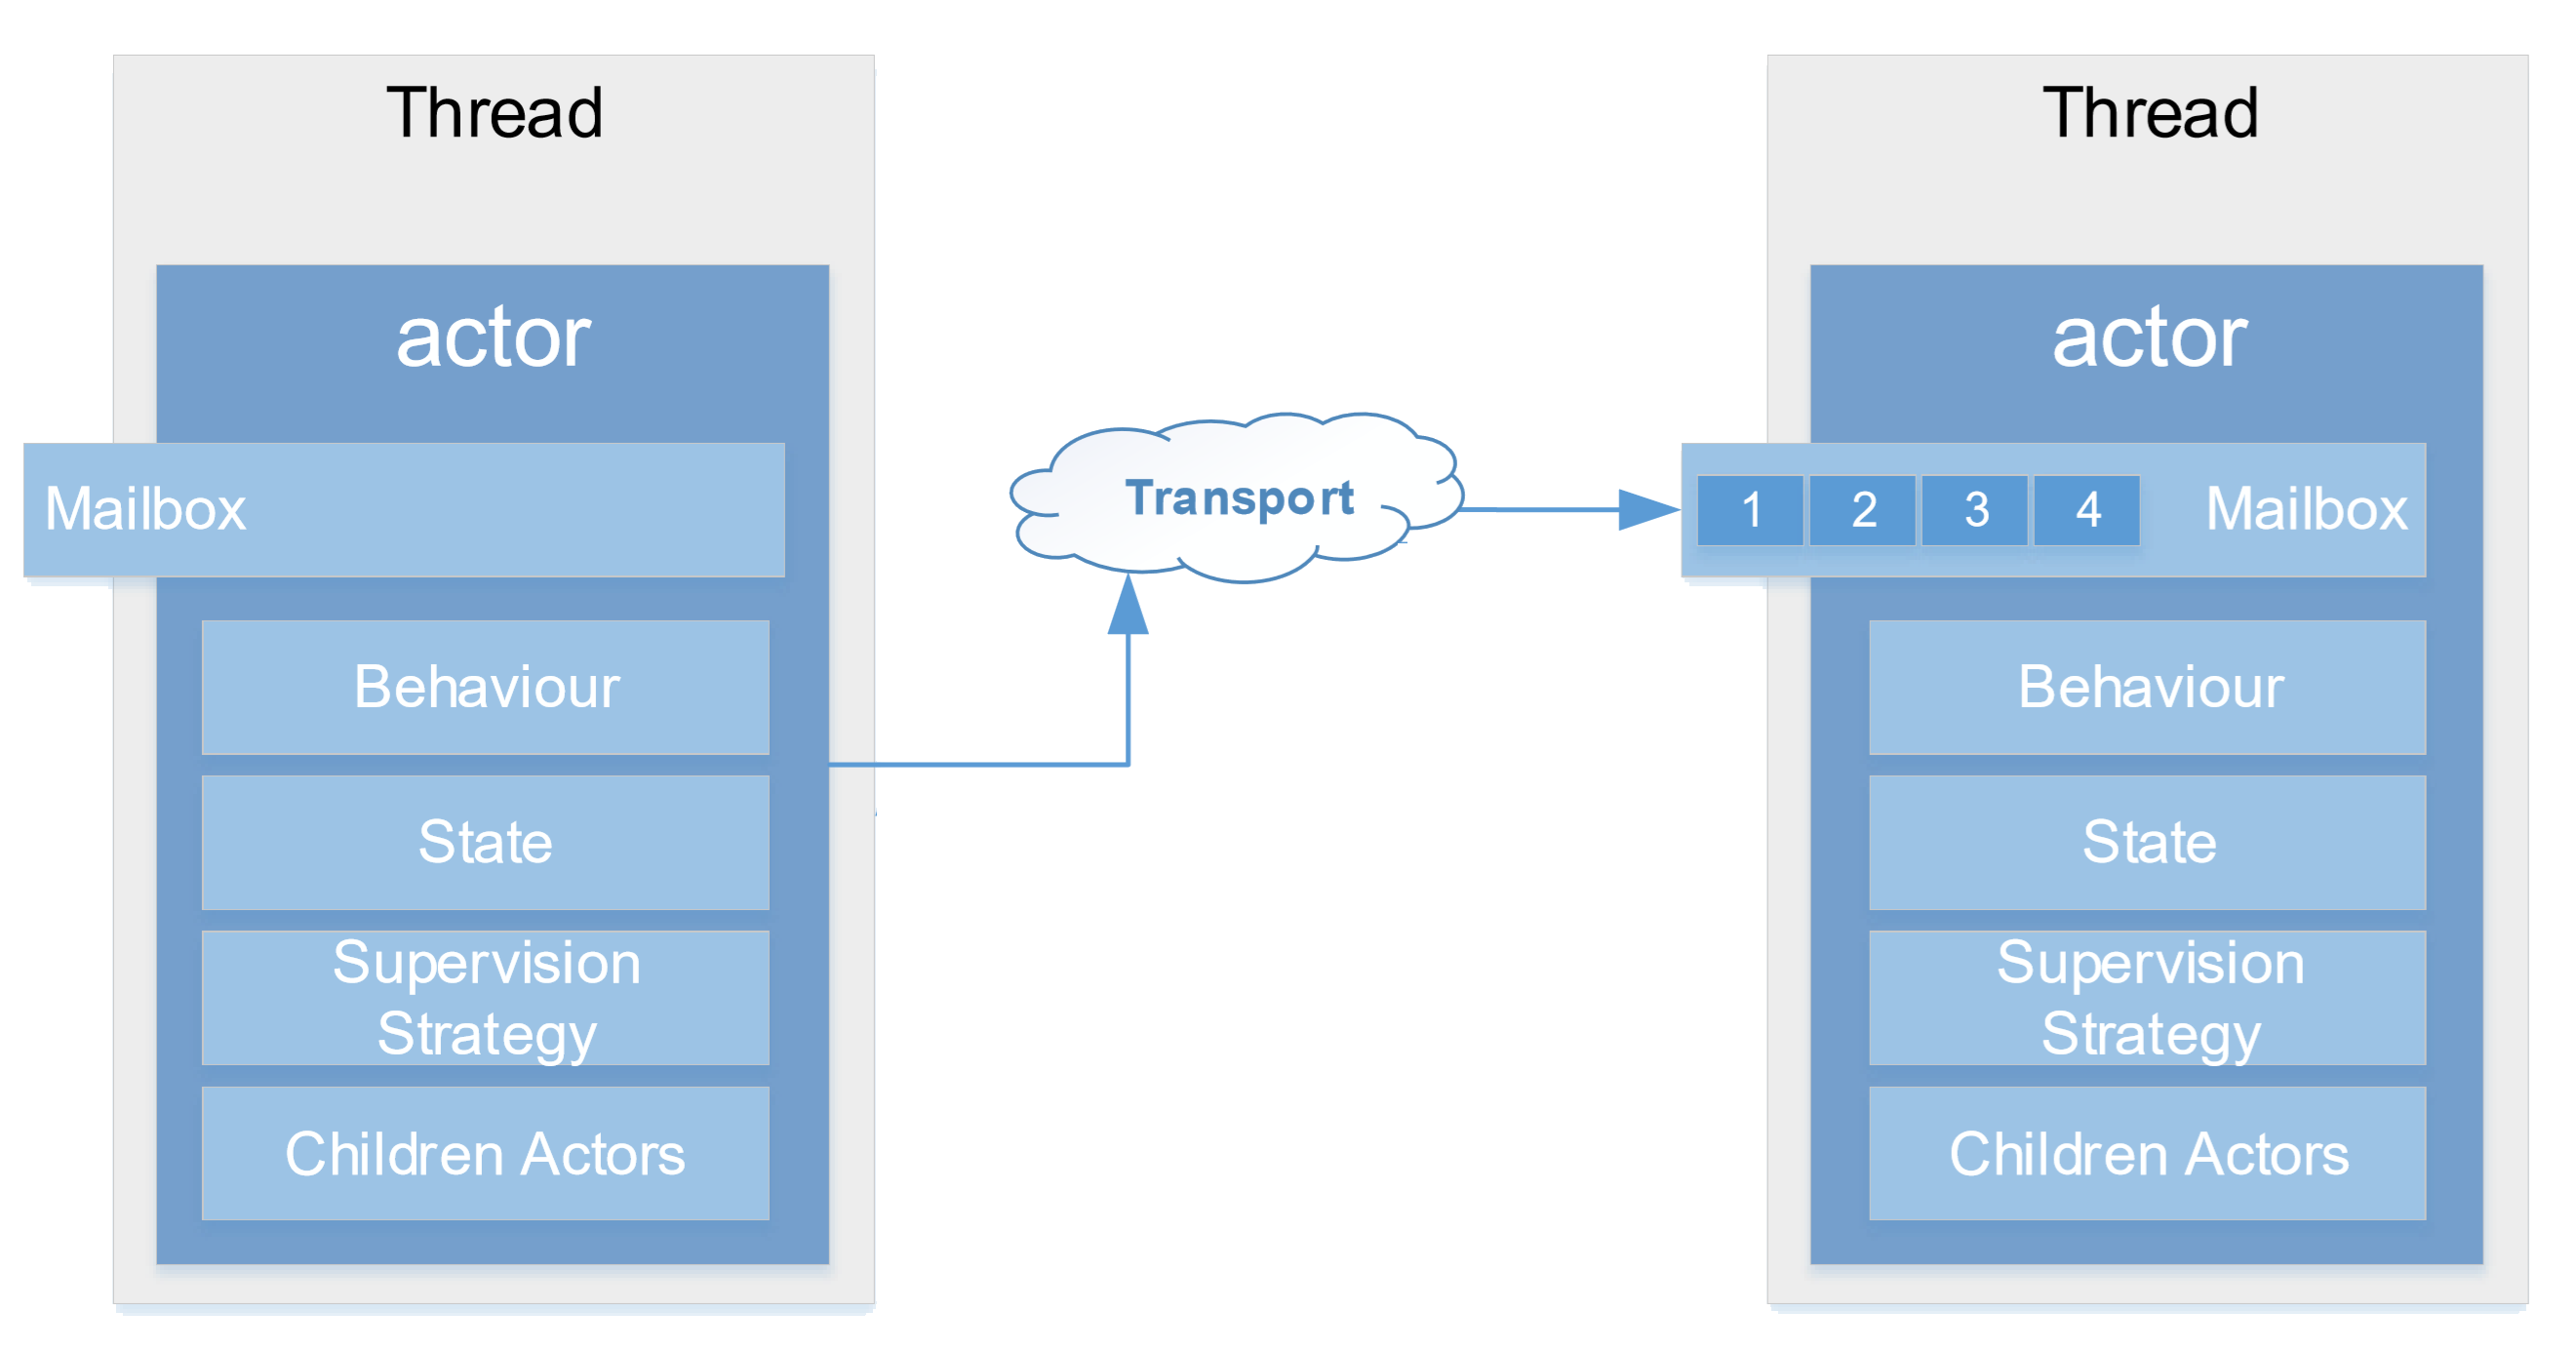 Thread
actor
Mailbox
Behaviour
State
Supervision
Strategy
Children Actors
Transport
Thread
actor
1 2 3 4 Mailbox
Behaviour
State
Supervision
Strategy
Children Actors